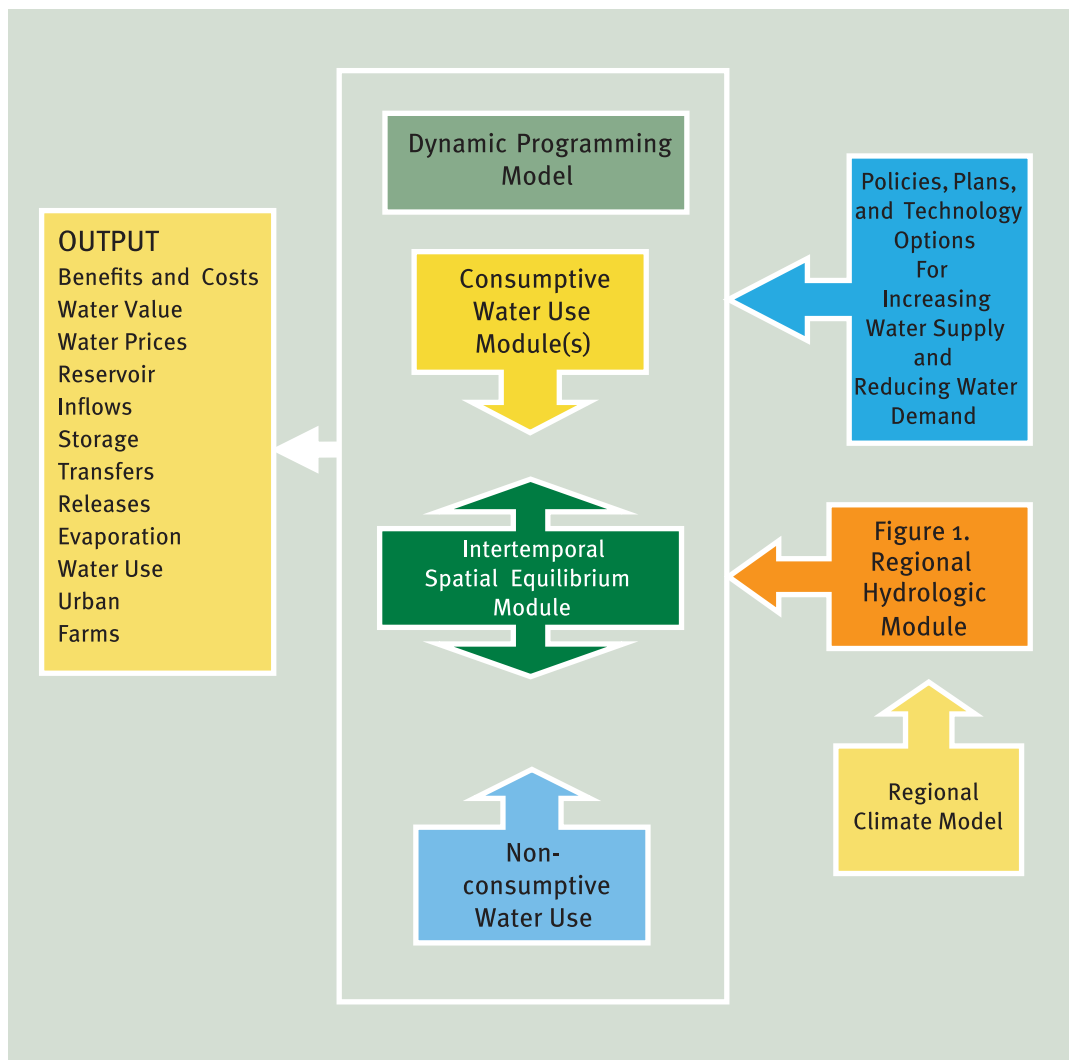 OUTPUT
Benefits and Costs
Water Value
Water Prices
Reservoir
Inflows
Storage
Transfers
Releases
Evaporation
Water Use
Urban
Farms
Dynamic Programming
Model
Consumptive
Water Use
Module(s)
Intertemporal
Spatial Equilibrium
Module
Non-
consumptive
Water Use
Policies, Plans,
and Technology
Options
For
Increasing
Water Supply
and
Reducing Water
Demand
Figure 1.
Regional
Hydrologic
Module
Regional
Climate Model